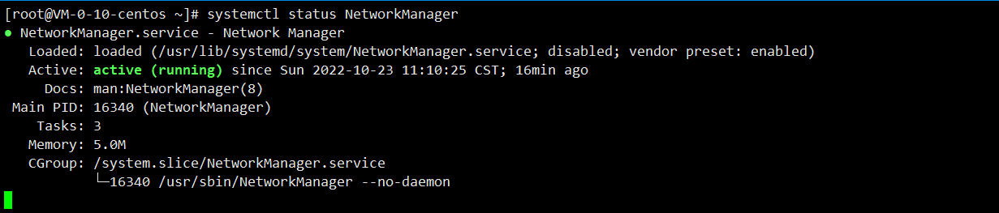 [root@VM-0-10-centos ~]# systemctl status NetworkManager
● NetworkManager.service - Network Manager
   Loaded: loaded (/usr/lib/systemd/system/NetworkManager.service; disabled; vendor preset: enabled)
   Active: active (running) since Sun 2022-10-23 11:10:25 CST; 16min ago
     Docs: man:NetworkManager(8)
 Main PID: 16340 (NetworkManager)
    Tasks: 3
   Memory: 5.0M
   CGroup: /system.slice/NetworkManager.service
           └─16340 /usr/sbin/NetworkManager --no-daemon